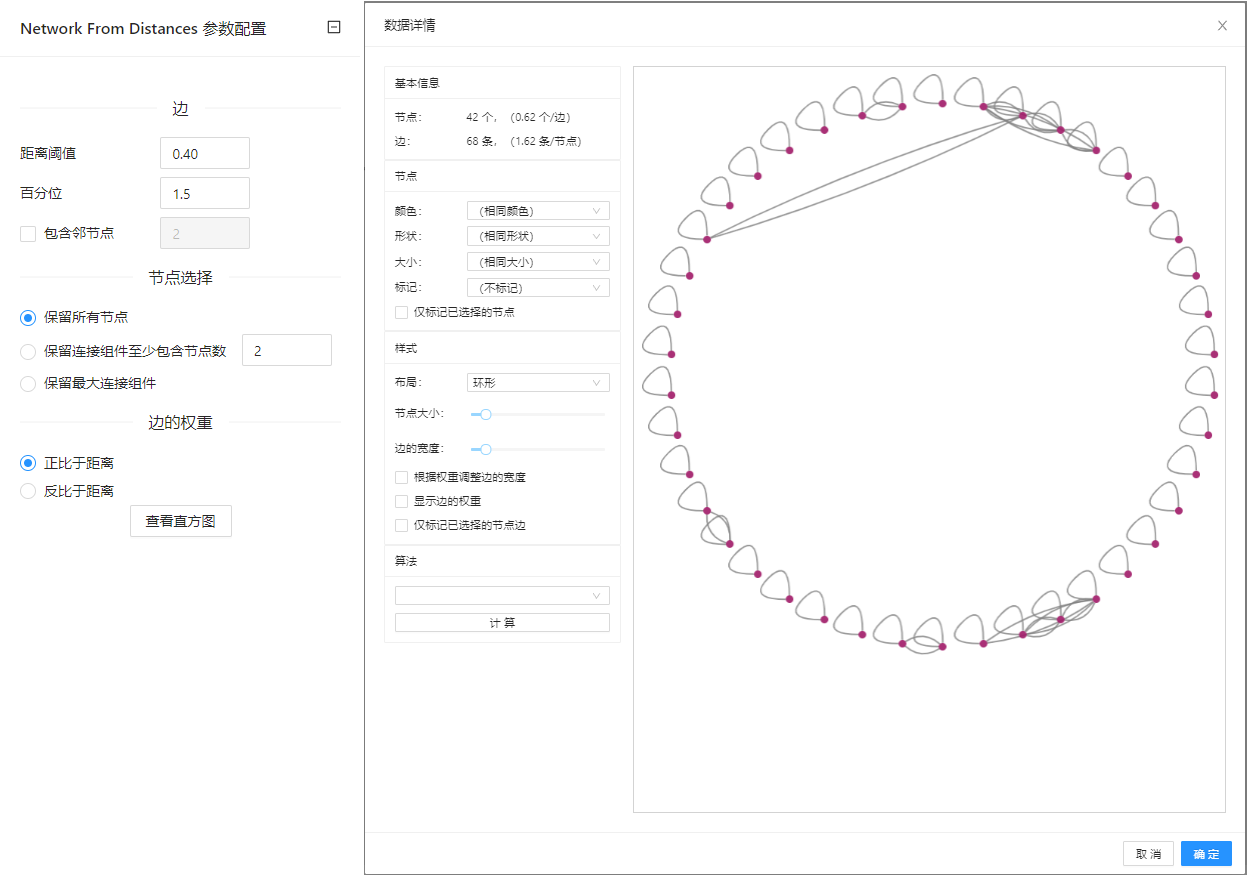 Network From Distances 参数配置
边
距离阈值 0.40
百分位 1.5
包含邻节点 2
节点选择
保留所有节点
保留连接组件至少包含节点数 2
保留最大连接组件
边的权重
正比于距离
反比于距离
查看直方图
数据详情
基本信息
节点: 42 个, (0.62 个/边)
边: 68 条, (1.62 条/节点)
节点
颜色: (相同颜色)
形状: (相同形状)
大小: (相同大小)
标记: (不标记)
仅标记已选择的节点
样式
布局: 环形
节点大小:
边的宽度:
根据权重调整边的宽度
显示边的权重
仅标记已选择的节点边
算法
计 算
取 消 确 定